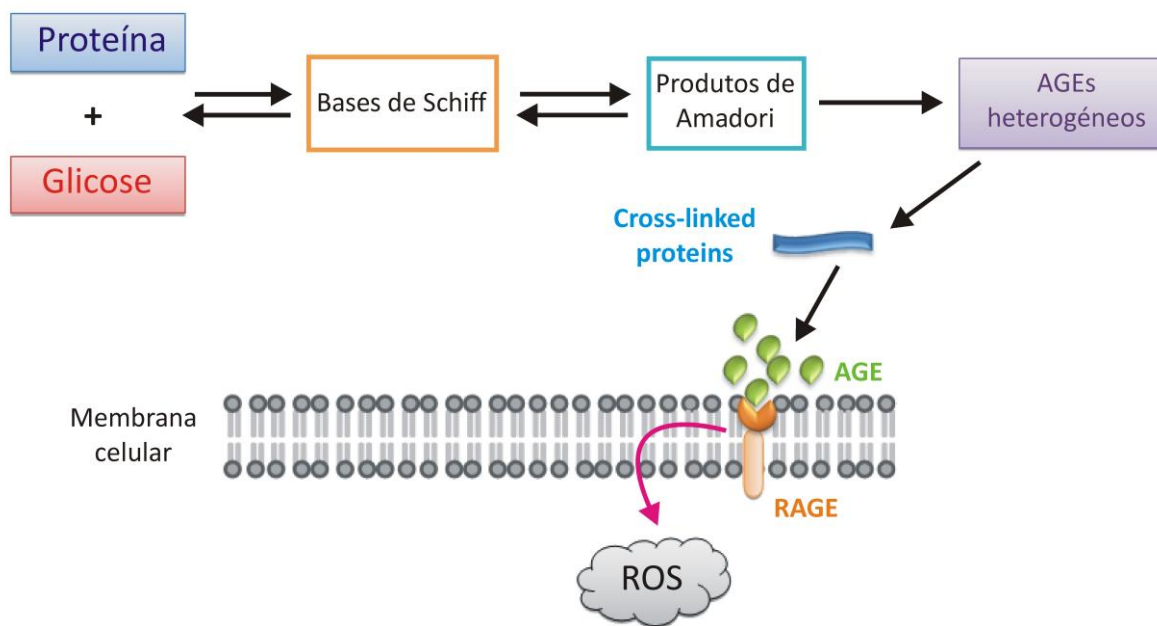 Proteína
+
Glicose
Bases de Schiff
Produtos de
Amadori
AGEs
heterogéneos
Cross-linked
proteins
AGE
Membrana
celular
RAGE
ROS